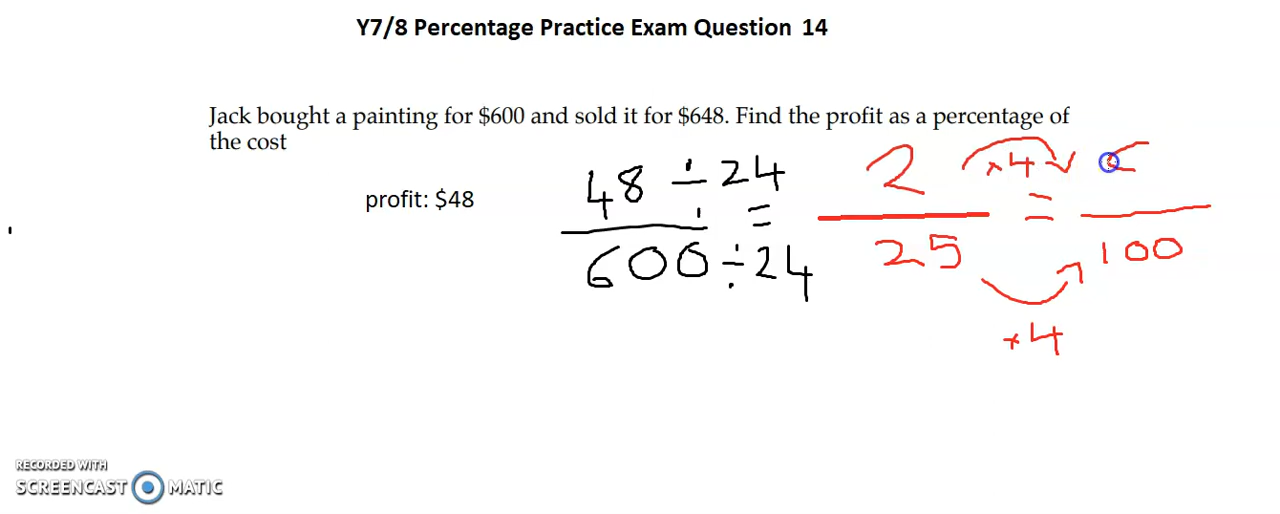 Y7/8 Percentage Practice Exam Question 14
Jack bought a painting for $600 and sold it for $648. Find the profit as a percentage of
the cost
profit: $48
48 ÷ 24
=
600 ÷ 24
2
25
×4
=
100
×4
RECORDED WITH
SCREENCAST MATIC